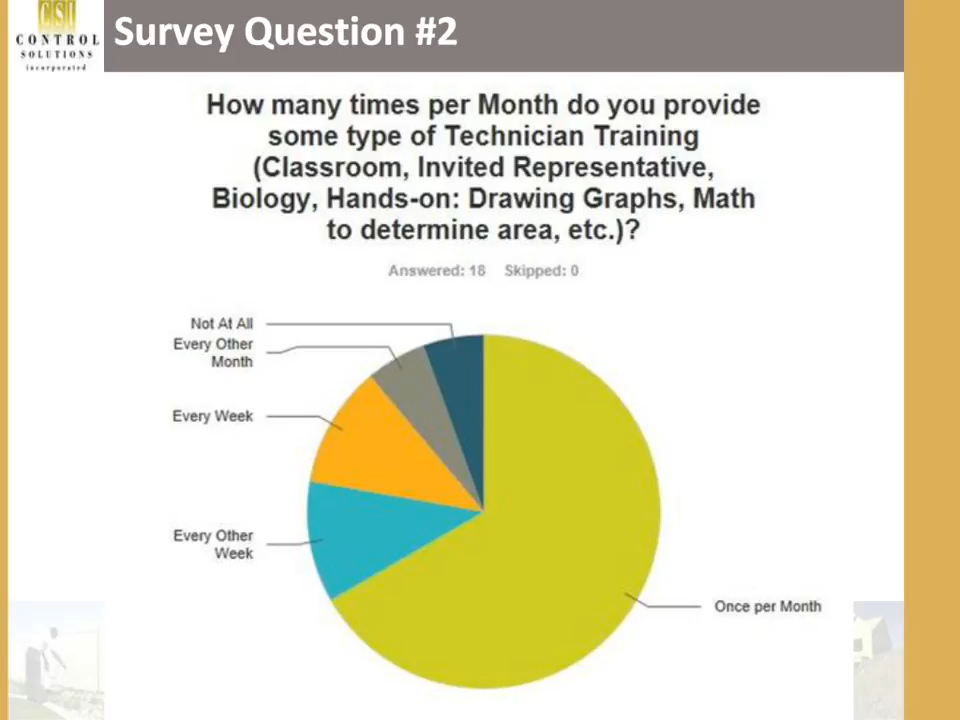 CSI
CONTROL
SOLUTIONS
incorporated
Survey Question #2
How many times per Month do you provide
some type of Technician Training
(Classroom, Invited Representative,
Biology, Hands-on: Drawing Graphs, Math
to determine area, etc.)?
Answered: 18 Skipped: 0
Not At All
Every Other
Month
Every Week
Every Other
Week
Once per Month